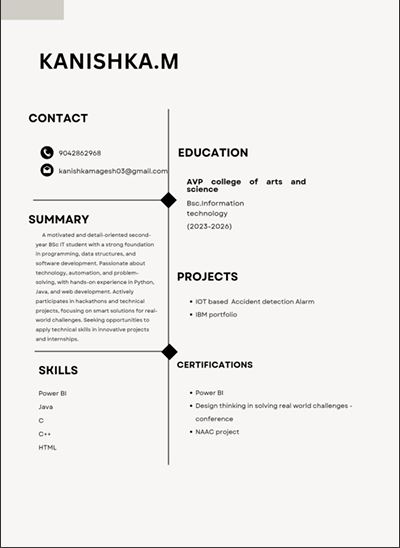 KANISHKA.M
CONTACT
9042862968
kanishkamagesh03@gmail.com
SUMMARY
A motivated and detail-oriented second-
year BSc IT student with a strong foundation
in programming, data structures, and
software development. Passionate about
technology, automation, and problem-
solving, with hands-on experience in Python,
Java, and web development. Actively
participates in hackathons and technical
projects, focusing on smart solutions for real-
world challenges. Seeking opportunities to
apply technical skills in innovative projects
and internships.
SKILLS
Power BI
Java
C
C++
HTML
EDUCATION
AVP college of arts and
science
Bsc.Information
technology
(2023-2026)
PROJECTS
• IOT based Accident detection Alarm
• IBM portfolio
CERTIFICATIONS
• Power BI
• Design thinking in solving real world challenges -
conference
• NAAC project